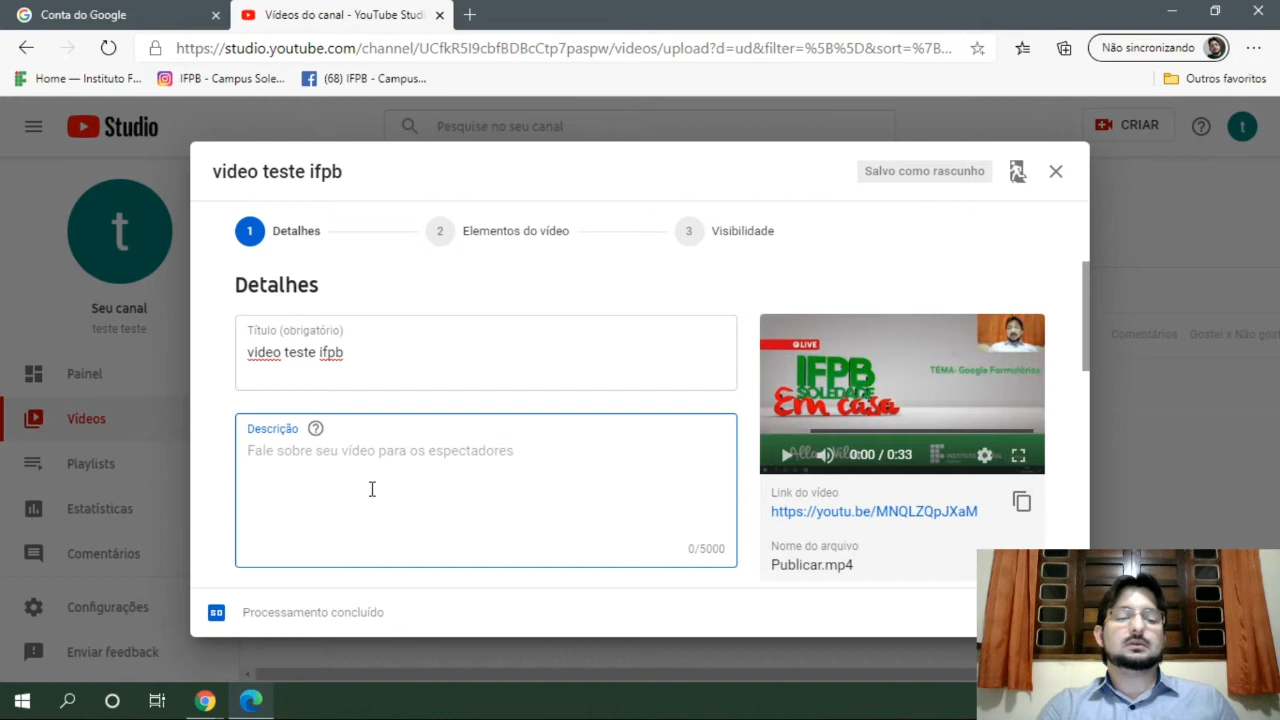 Conta do Google
Vídeos do canal - YouTube Stud
https://studio.youtube.com/channel/UCfkR5I9cbfBDBcCtp7paspw/videos/upload?d=ud&filter=%5B%5D&sort=%7B...
Não sincronizando
Home — Instituto F...
IFPB - Campus Sole...
(68) IFPB - Campus...
Outros favoritos
Studio
Pesquise no seu canal
CRIAR
t
video teste ifpb
Salvo como rascunho
1 Detalhes
2 Elementos do vídeo
3 Visibilidade
t
Seu canal
teste teste
Painel
Vídeos
Playlists
Estatísticas
Comentários
Configurações
Enviar feedback
Detalhes
Título (obrigatório)
video teste ifpb
Descrição
Fale sobre seu vídeo para os espectadores
0/5000
LIVE
IFPB
SOLEDADE
Em casa
TEMA: Google Formulários
0:00 / 0:33
Link do vídeo
https://youtu.be/MNQLZQpJXaM
Nome do arquivo
Publicar.mp4
Comentários
Gostei x Não gost
SD
Processamento concluído